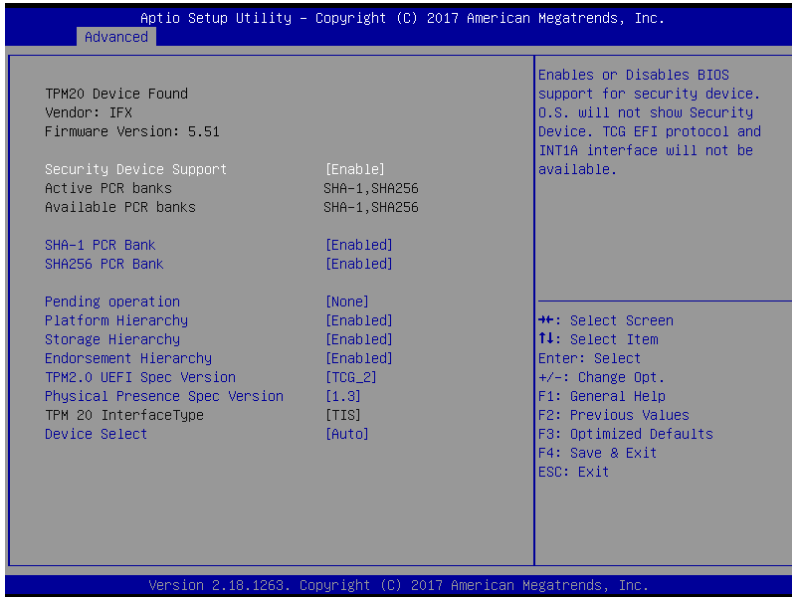 Aptio Setup Utility – Copyright (C) 2017 American Megatrends, Inc.
Advanced
TPM20 Device Found
Vendor: IFX
Firmware Version: 5.51
Security Device Support [Enable]
Active PCR banks SHA-1,SHA256
Available PCR banks SHA-1,SHA256
SHA-1 PCR Bank [Enabled]
SHA256 PCR Bank [Enabled]
Pending operation [None]
Platform Hierarchy [Enabled]
Storage Hierarchy [Enabled]
Endorsement Hierarchy [Enabled]
TPM2.0 UEFI Spec Version [TCG_2]
Physical Presence Spec Version [1.3]
TPM 20 InterfaceType [TIS]
Device Select [Auto]
Enables or Disables BIOS
support for security device.
O.S. will not show Security
Device. TCG EFI protocol and
INT1A interface will not be
available.
→←: Select Screen
↑↓: Select Item
Enter: Select
+/-: Change Opt.
F1: General Help
F2: Previous Values
F3: Optimized Defaults
F4: Save & Exit
ESC: Exit
Version 2.18.1263. Copyright (C) 2017 American Megatrends, Inc.